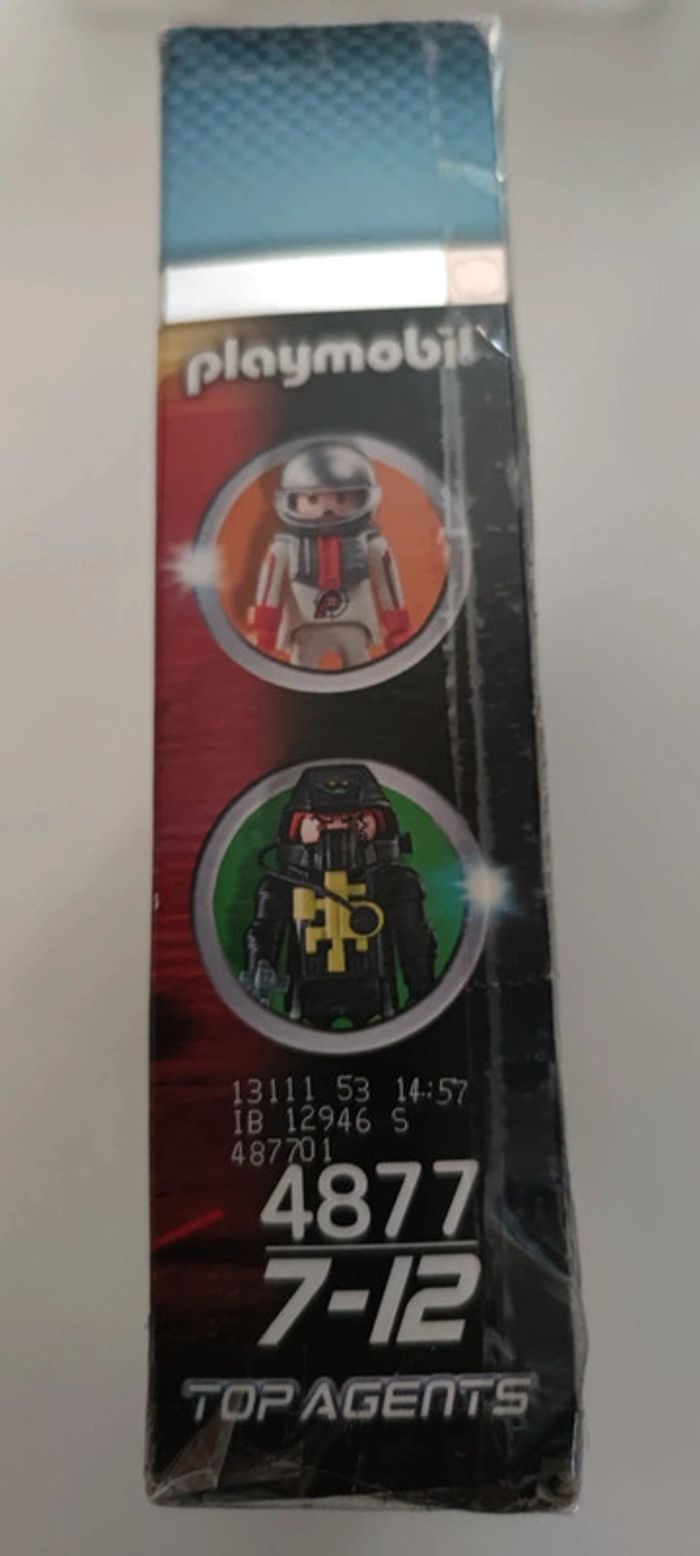 playmobil
13111 53 14:57
IB 12946 S
487701
4877
7-12
TOP AGENTS